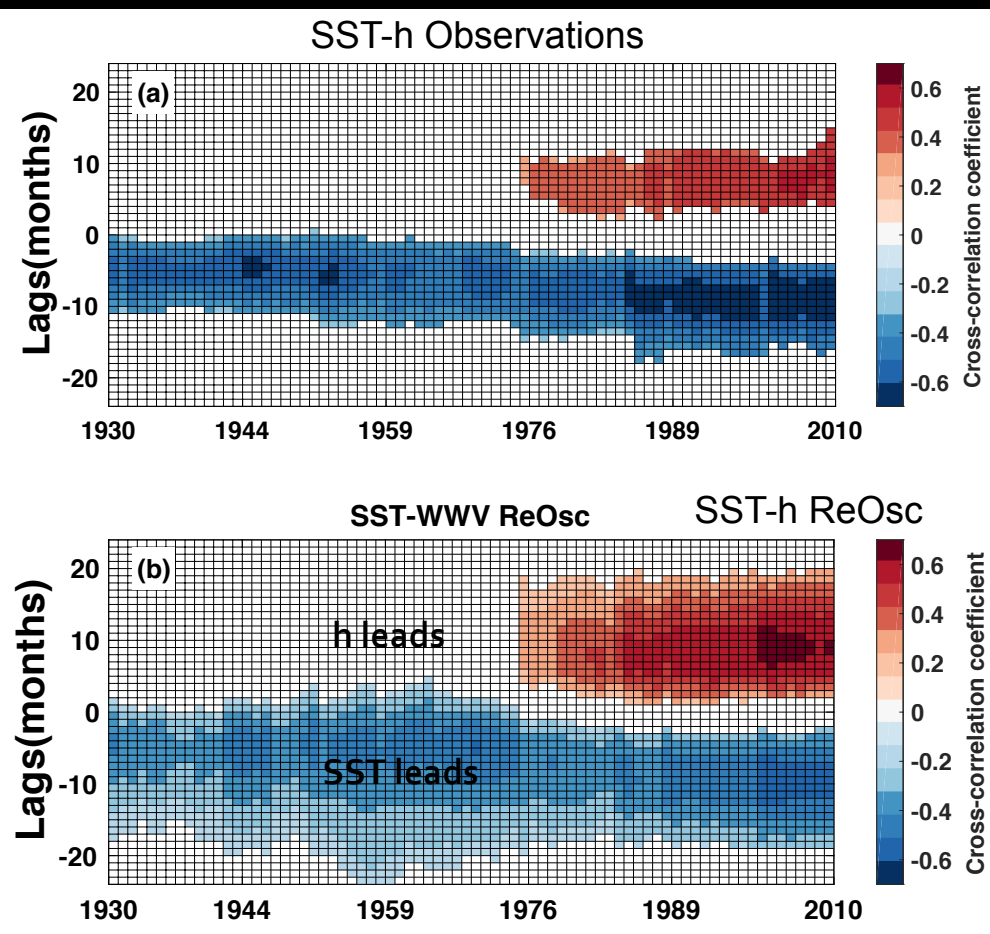 SST-h Observations
(a)
20
10
0
-10
-20
Lags(months)
1930 1944 1959 1976 1989 2010
0.6
0.4
0.2
0
-0.2
-0.4
-0.6
Cross-correlation coefficient
SST-WWV ReOsc
SST-h ReOsc
(b)
20
10
0
-10
-20
Lags(months)
h leads
SST leads
1930 1944 1959 1976 1989 2010
0.6
0.4
0.2
0
-0.2
-0.4
-0.6
Cross-correlation coefficient